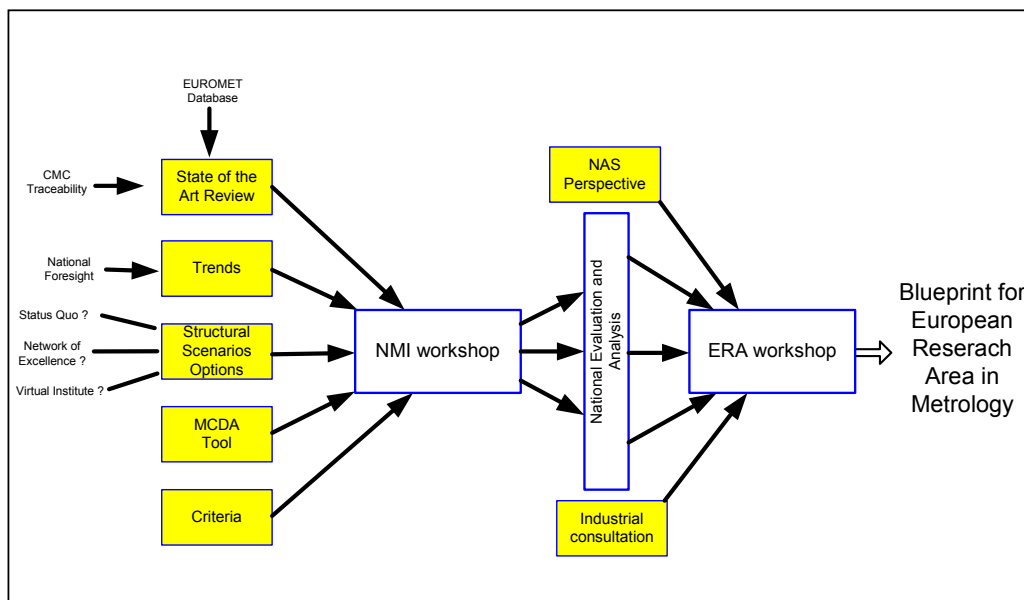 EUROMET
Database
CMC
Traceability
State of the
Art Review
National
Foresight
Trends
Status Quo ?
Network of
Excellence ?
Virtual Institute ?
Structural
Scenarios
Options
MCDA
Tool
Criteria
NMI workshop
National Evaluation and
Analysis
NAS
Perspective
Industrial
consultation
ERA workshop
Blueprint for
European
Reserach
Area in
Metrology